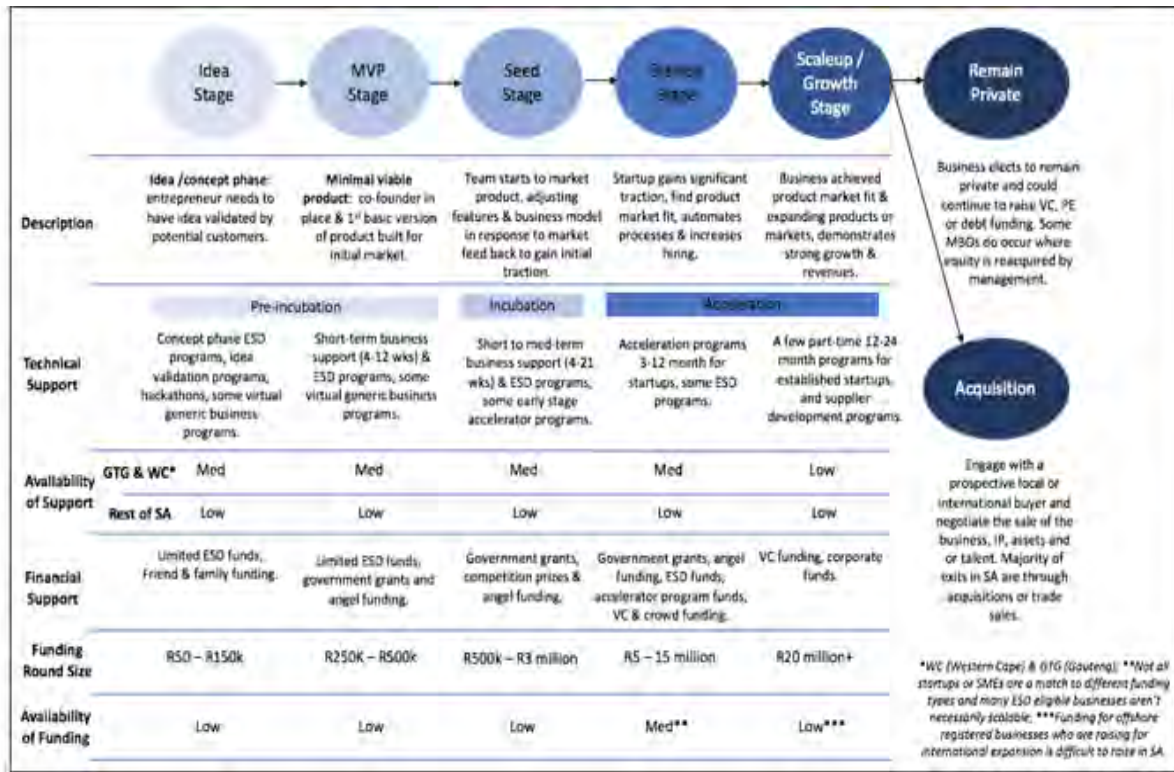 Idea
Stage
MVP
Stage
Seed
Stage
Startup
Stage
Scaleup /
Growth
Stage
Remain
Private
Description
Idea /concept phase:
entrepreneur needs to
have idea validated by
potential customers.
Minimal viable
product: co-founder in
place & 1st basic version
of product built for
initial market.
Team starts to market
product, adjusting
features & business model
in response to market
feed back to gain initial
traction.
Startup gains significant
traction, find product
market fit, automates
processes & increases
hiring.
Business achieved
product market fit &
expanding products or
markets, demonstrates
strong growth &
revenues.
Business elects to remain
private and could
continue to raise VC, PE
or debt funding. Some
MBOs do occur where
equity is reacquired by
management.
Pre-incubation
Incubation
Acceleration
Technical
Support
Concept phase ESD
programs, idea
validation programs,
hackathons, some virtual
generic business
programs.
Short-term business
support (4-12 wks) &
ESD programs, some
virtual generic business
programs.
Short to med-term
business support (4-21
wks) & ESD programs,
some early stage
accelerator programs.
Acceleration programs
3-12 month for
startups, some ESD
programs.
A few part-time 12-24
month programs for
established startups,
and supplier
development programs.
Acquisition
Availability
of Support
GTG & WC*
Med
Med
Med
Med
Low
Rest of SA
Low
Low
Low
Low
Low
Engage with a
prospective local or
international buyer and
negotiate the sale of the
business, IP, assets and
or talent. Majority of
exits in SA are through
acquisitions or trade
sales.
Financial
Support
Limited ESD funds,
Friend & family funding.
Limited ESD funds,
government grants and
angel funding.
Government grants,
competition prizes &
angel funding.
Government grants, angel
funding, ESD funds,
accelerator program funds,
VC & crowd funding.
VC funding, corporate
funds.
Funding
Round Size
R50 – R150k
R250K – R500k
R500k – R3 million
R5 – 15 million
R20 million+
Availability
of Funding
Low
Low
Low
Med**
Low***
*WC (Western Cape) & GTG (Gauteng); **Not all
startups or SMEs are a match to different funding
types and many ESD eligible businesses aren't
necessarily scalable; ***Funding for offshore
registered businesses who are raising for
international expansion is difficult to raise in SA